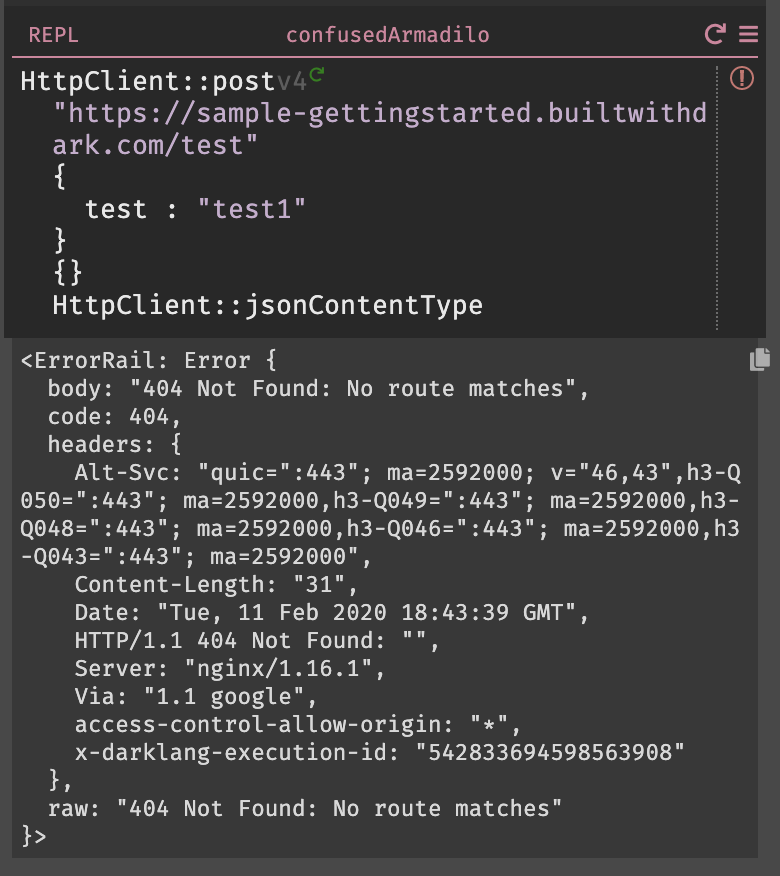 REPL confusedArmadilo
HttpClient::postv4
"https://sample-gettingstarted.builtwithd
ark.com/test"
{
test : "test1"
}
{}
HttpClient::jsonContentType
<ErrorRail: Error {
body: "404 Not Found: No route matches",
code: 404,
headers: {
Alt-Svc: "quic=":443"; ma=2592000; v="46,43",h3-Q
050=":443"; ma=2592000,h3-Q049=":443"; ma=2592000,h3-
Q048=":443"; ma=2592000,h3-Q046=":443"; ma=2592000,h3
-Q043=":443"; ma=2592000",
Content-Length: "31",
Date: "Tue, 11 Feb 2020 18:43:39 GMT",
HTTP/1.1 404 Not Found: "",
Server: "nginx/1.16.1",
Via: "1.1 google",
access-control-allow-origin: "*",
x-darklang-execution-id: "542833694598563908"
},
raw: "404 Not Found: No route matches"
}>